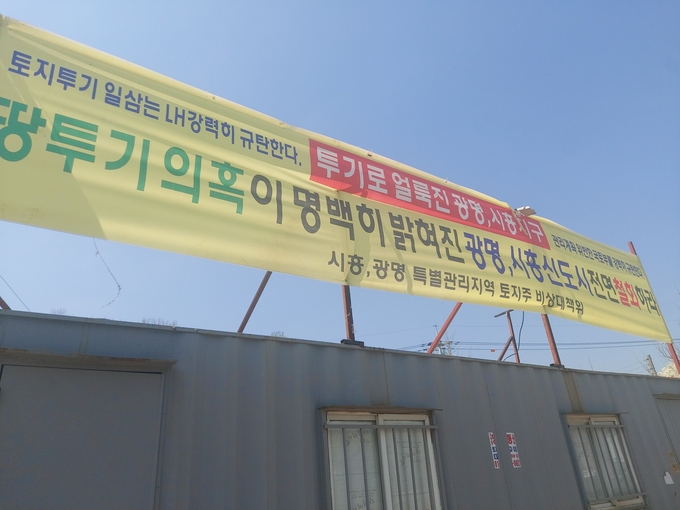 토지투기 일삼는 LH강력히 규탄한다.
투기로 얼룩진 광명,시흥지구
땅투기의혹이 명백히 밝혀진 광명,시흥신도시전면철회하라
시흥,광명 특별관리지역 토지주 비상대책위